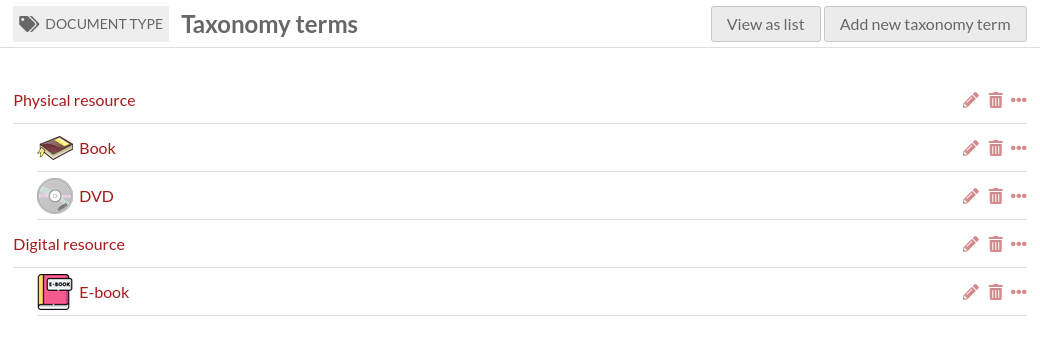 DOCUMENT TYPE Taxonomy terms View as list Add new taxonomy term
Physical resource
Book
DVD
Digital resource
E-BOOK E-book